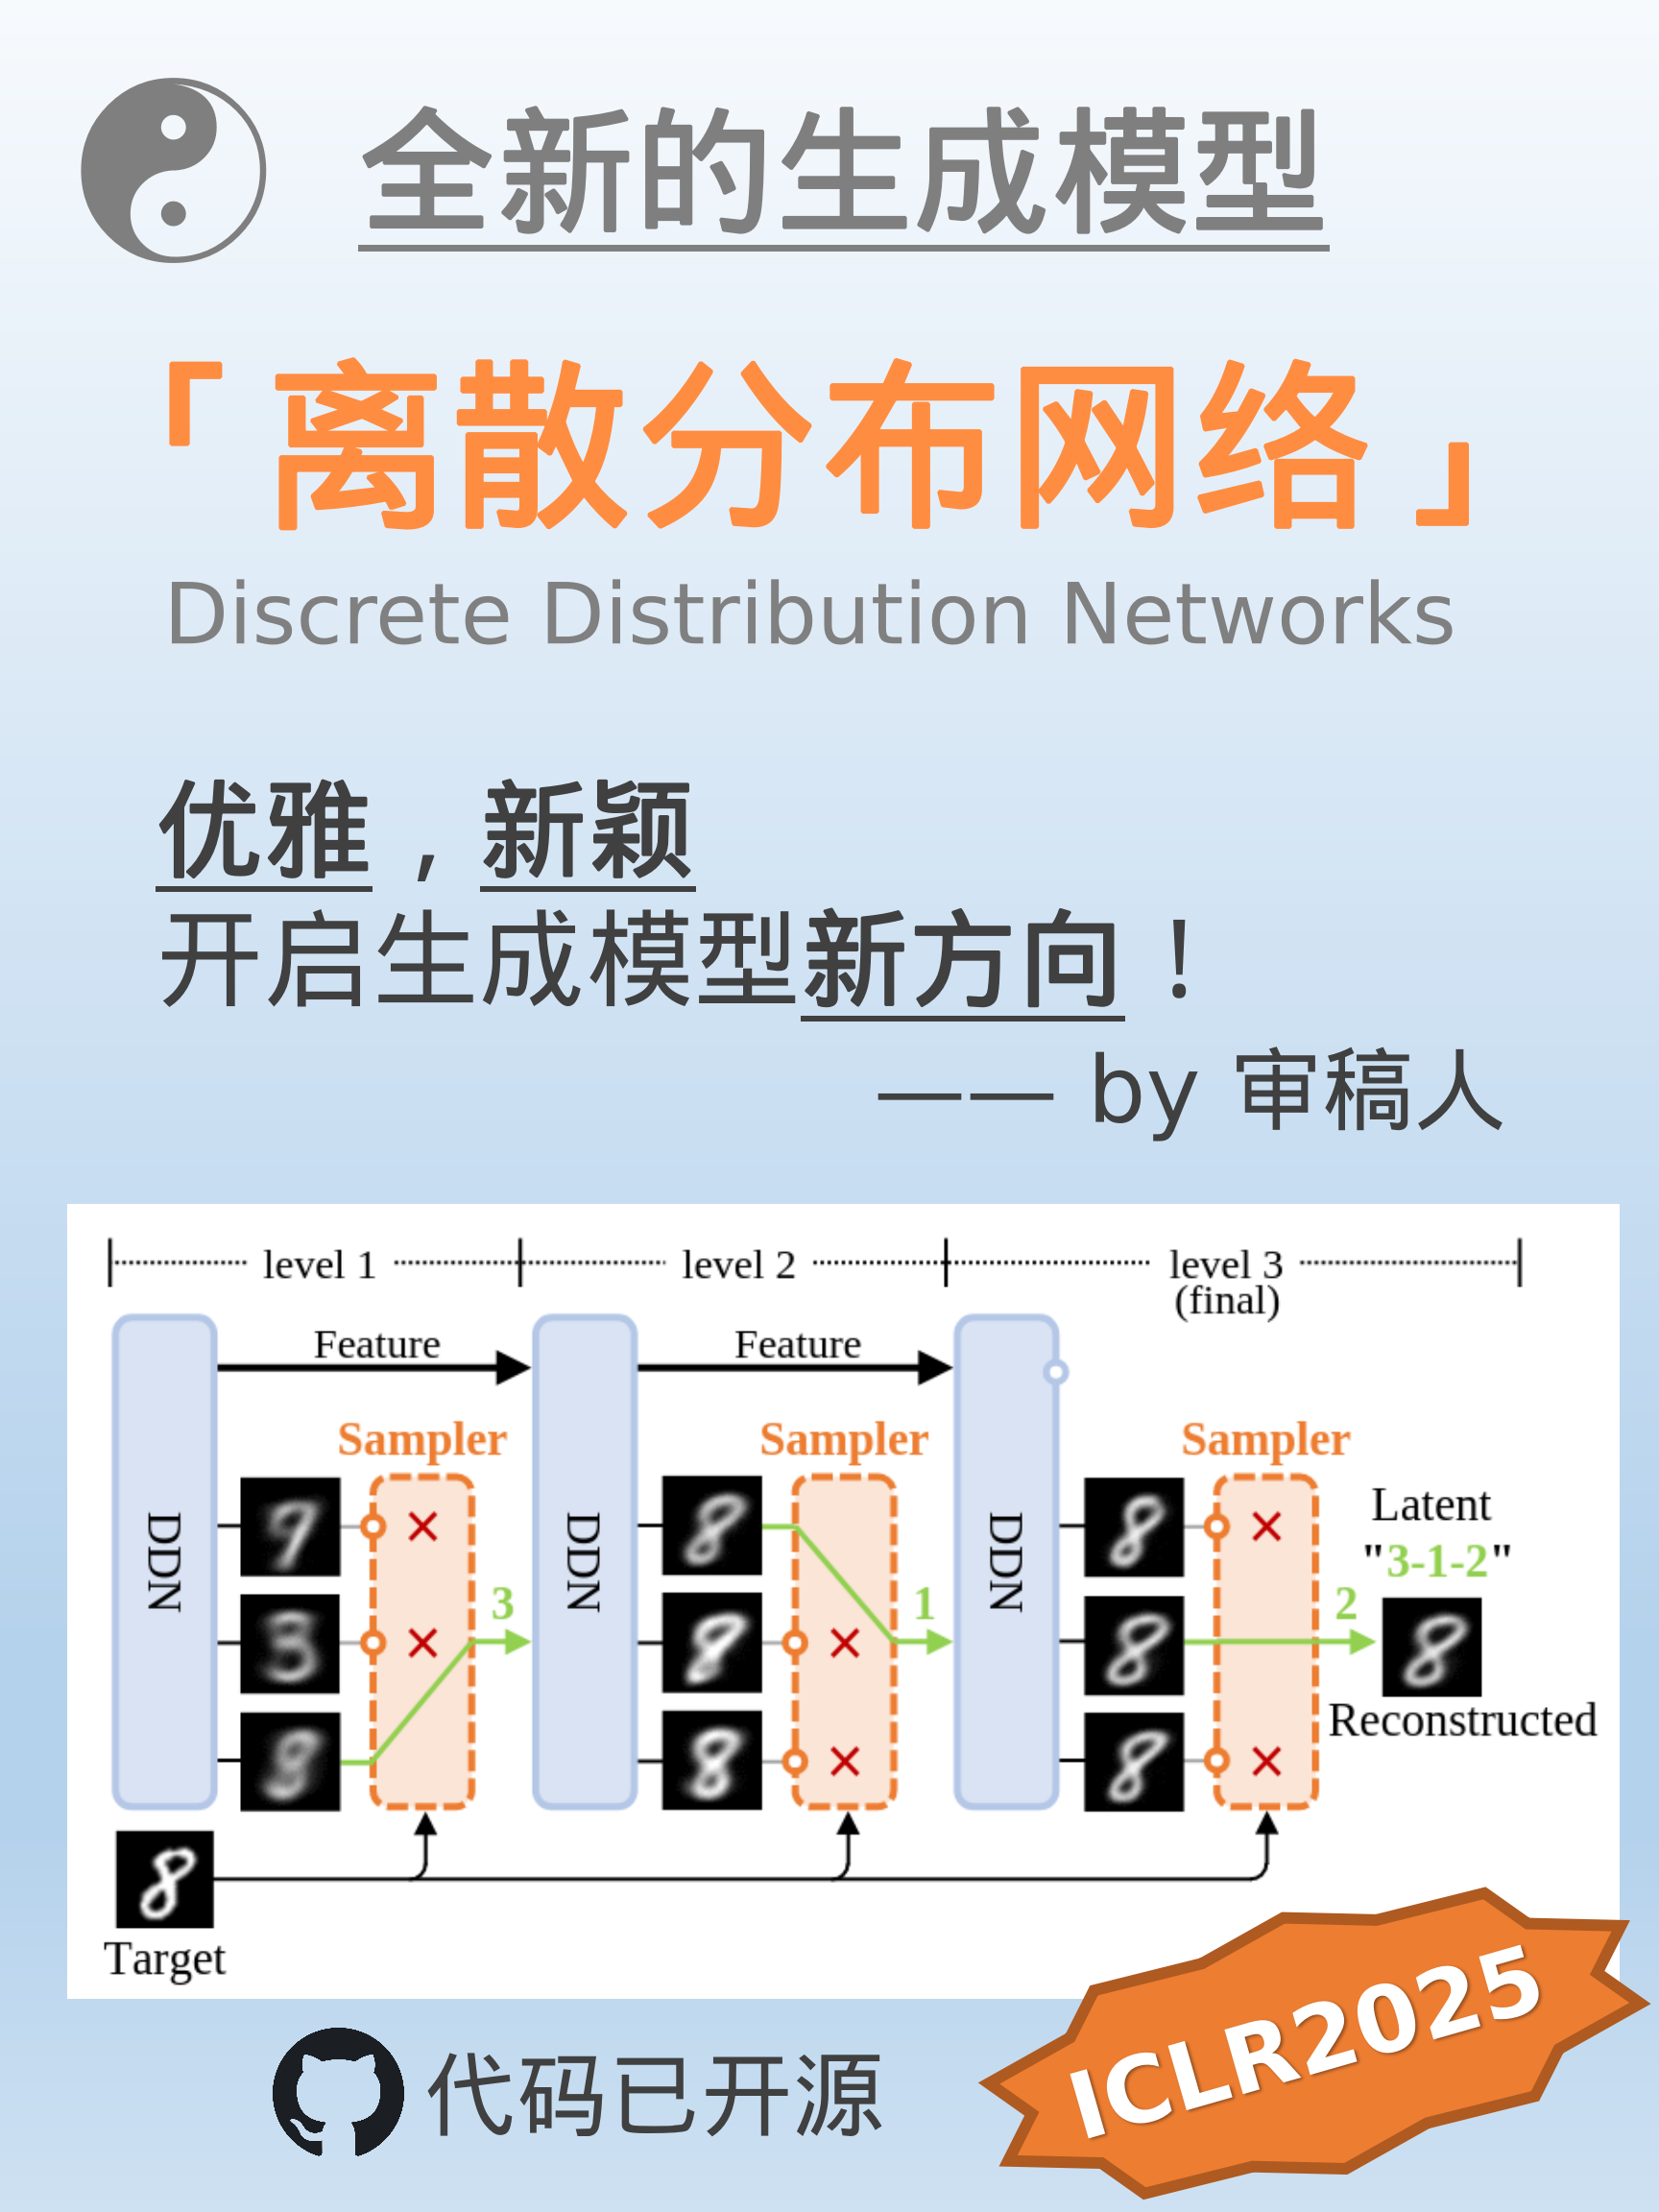 全新的生成模型
「离散分布网络」
Discrete Distribution Networks
优雅，新颖
开启生成模型新方向！
—— by 审稿人
level 1
level 2
level 3
(final)
Feature
Feature
Sampler
Sampler
Sampler
DDN
DDN
DDN
3
1
2
Latent
"3-1-2"
Reconstructed
Target
ICLR2025
代码已开源